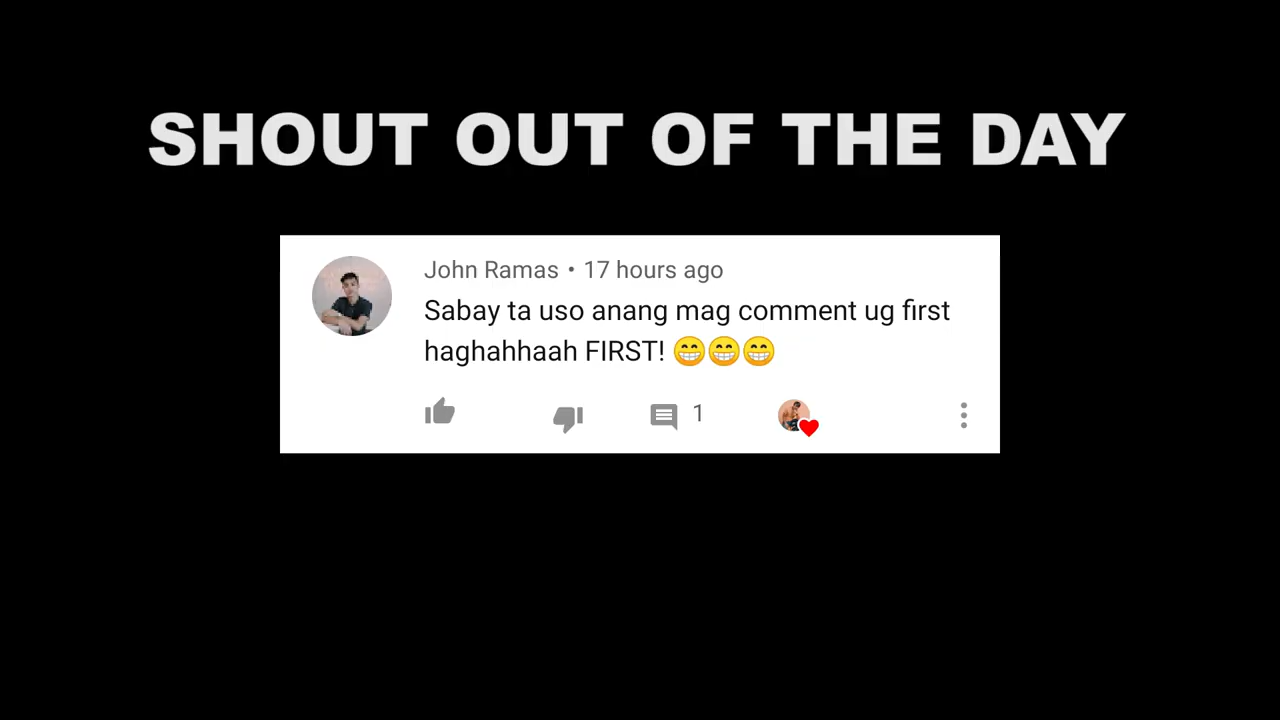 SHOUT OUT OF THE DAY
John Ramas • 17 hours ago
Sabay ta uso anang mag comment ug first
haghahhaah FIRST! 😁😁😁
1